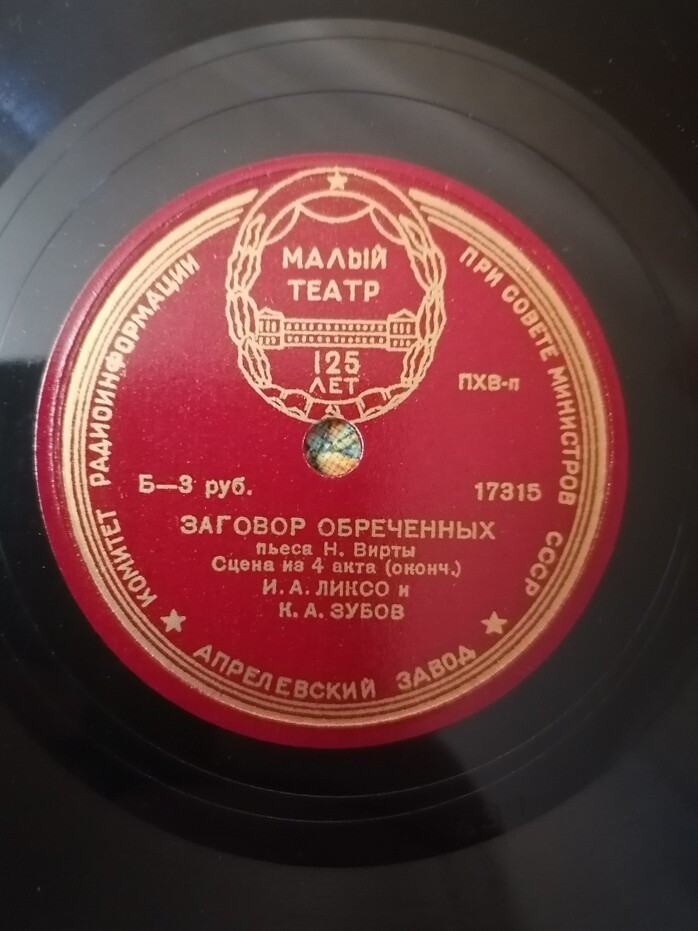 КОМИТЕТ РАДИОИНФОРМАЦИИ
ПРИ СОВЕТЕ МИНИСТРОВ СССР
МАЛЫЙ
ТЕАТР
125
ЛЕТ
ПХВ-п
Б—3 руб.
17315
ЗАГОВОР ОБРЕЧЕННЫХ
пьеса Н. Вирты
Сцена из 4 акта (оконч.)
И. А. ЛИКСО и
К. А. ЗУБОВ
АПРЕЛЕВСКИЙ ЗАВОД